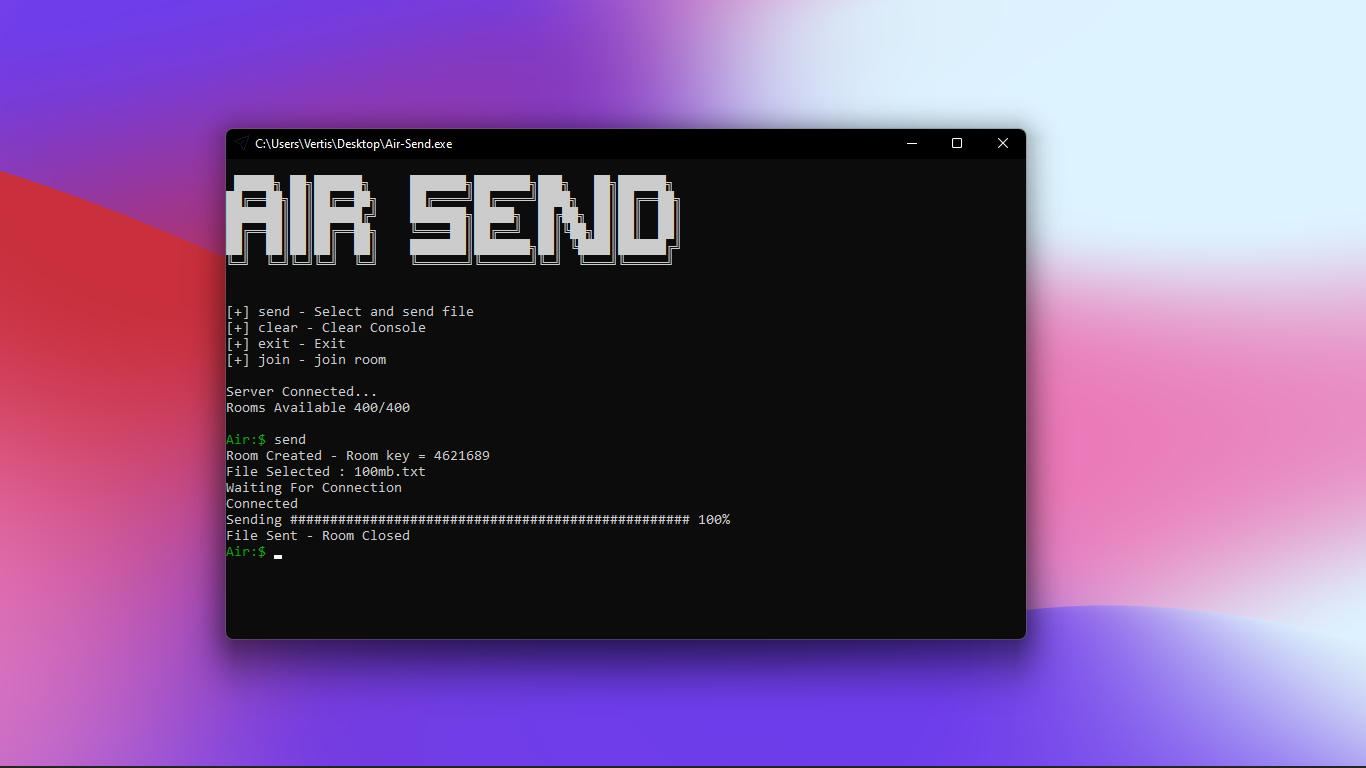 C:\Users\Vertis\Desktop\Air-Send.exe
AIR SEND
[+] send - Select and send file
[+] clear - Clear Console
[+] exit - Exit
[+] join - join room
Server Connected...
Rooms Available 400/400
Air:$ send
Room Created - Room key = 4621689
File Selected : 100mb.txt
Waiting For Connection
Connected
Sending ################################################## 100%
File Sent - Room Closed
Air:$